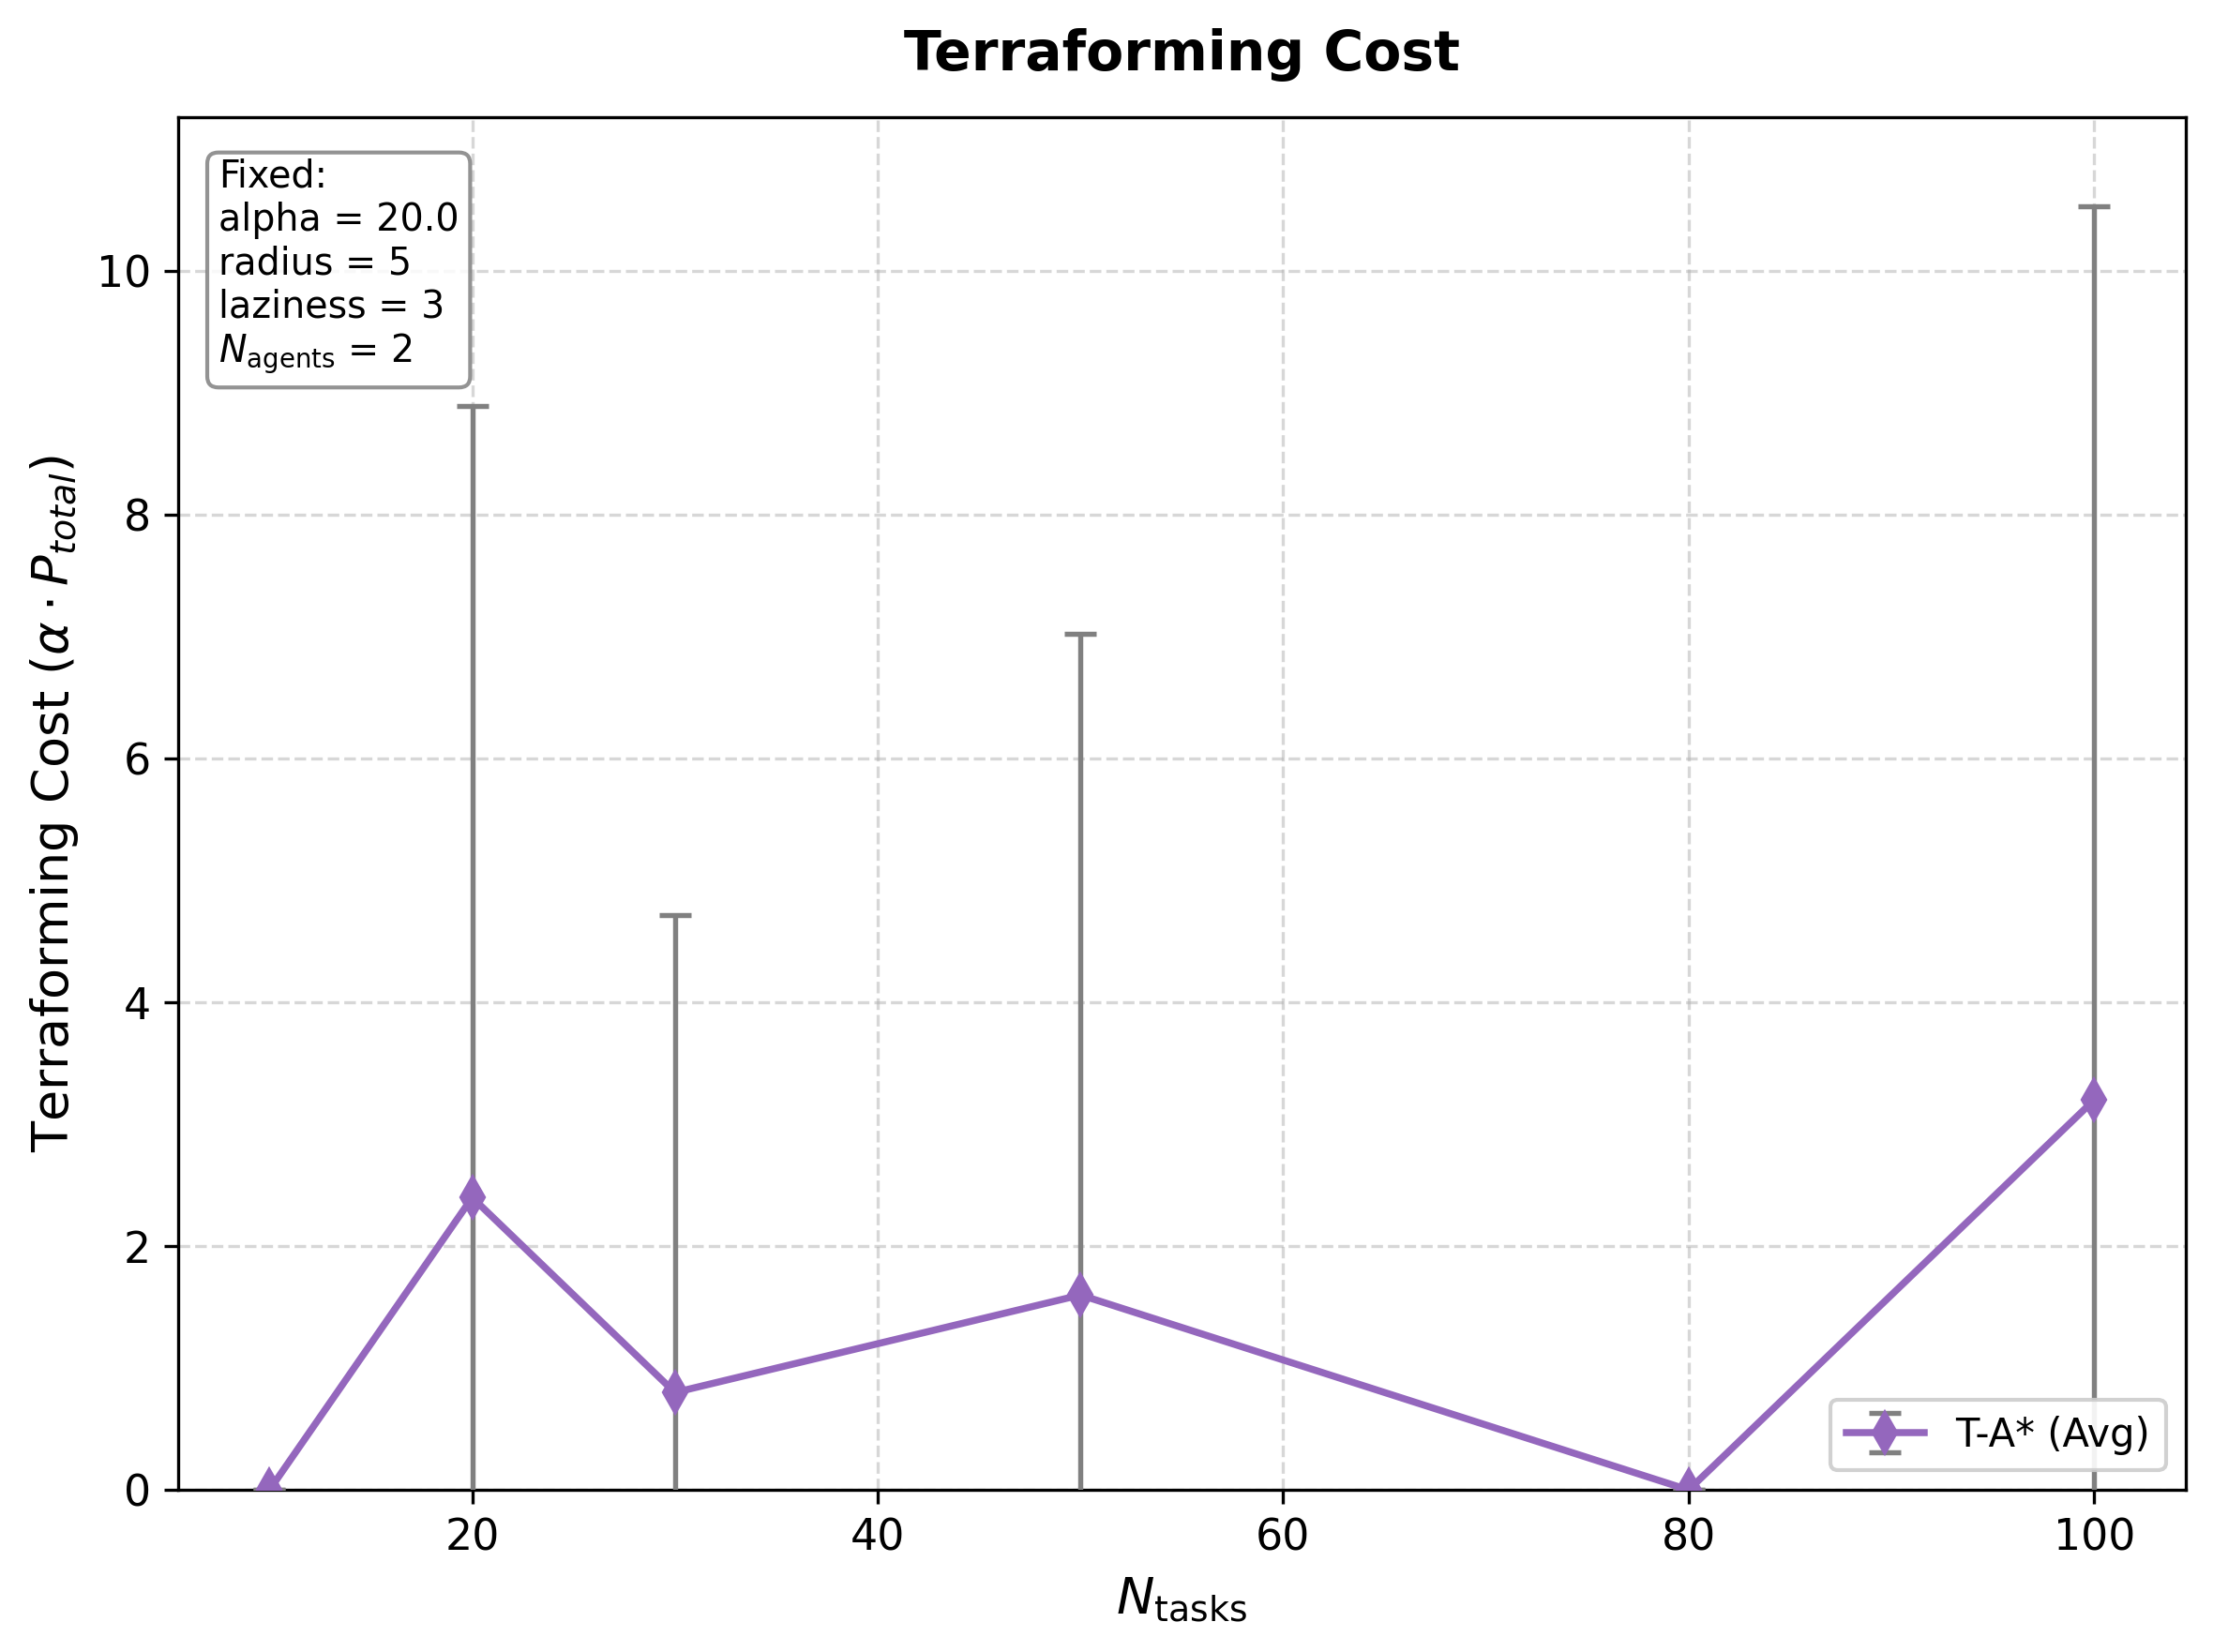 Terraforming Cost
Fixed:
alpha = 20.0
radius = 5
laziness = 3
N_agents = 2
Terraforming Cost (α · P_total)
10
8
6
4
2
0
20
40
60
80
100
N_tasks
T-A* (Avg)